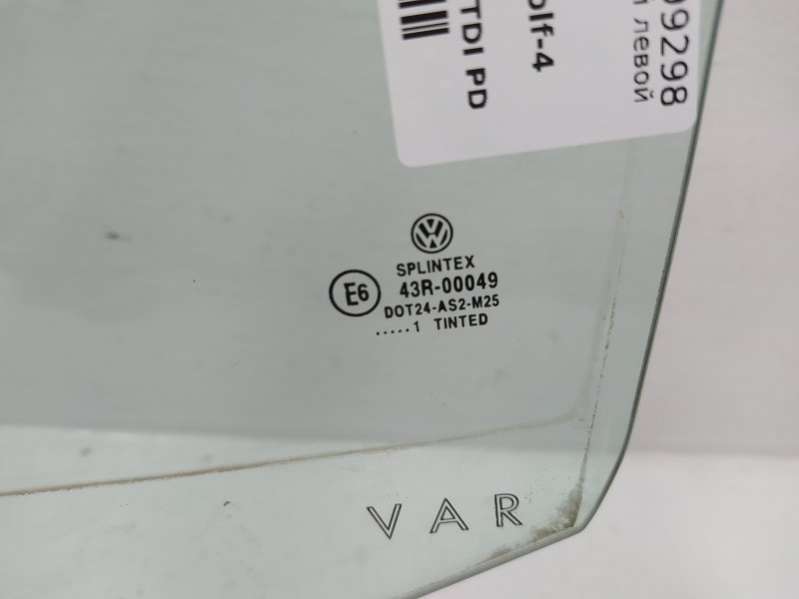 09298
левой
olf-4
TDI PD
SPLINTEX
E6
43R-00049
DOT24-AS2-M25
.....1 TINTED
VAR